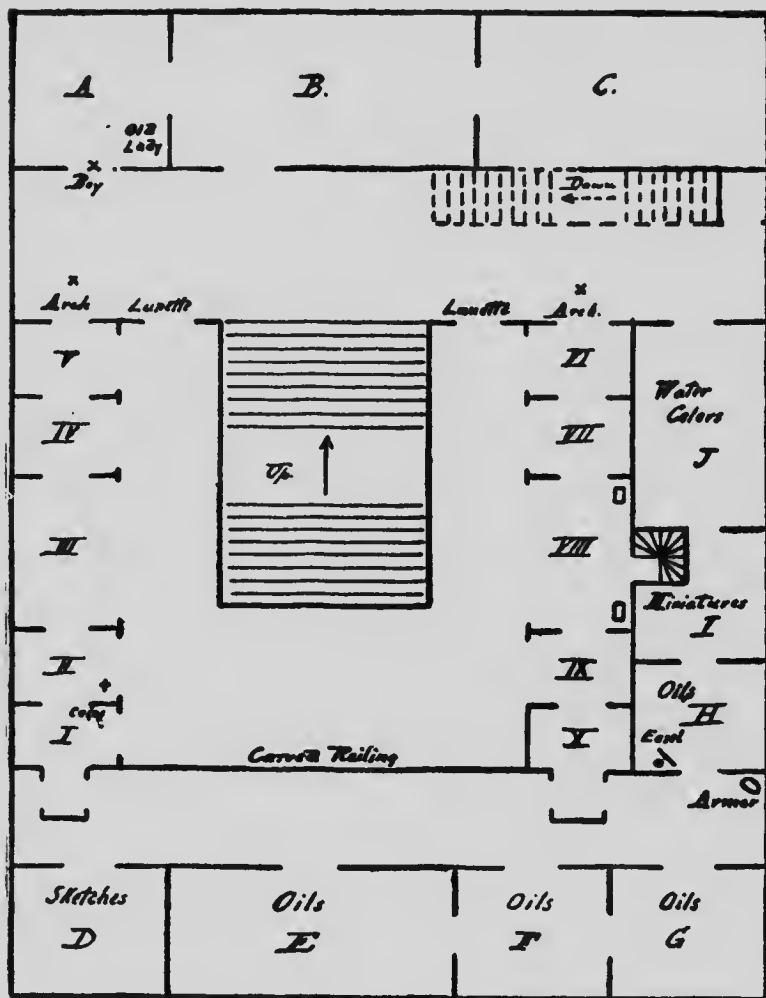 A
B.
C.
Old
Lady
x
Boy
Down
x
x
Arch
Lunette
Lunette
Arch.
V
VI
Water
Colors
J
IV
VII
Up
III
VIII
Miniatures
I
II
IX
Oils
H
I
X
Easel
Carved Railing
Armor
Sketches
D
Oils
E
Oils
F
Oils
G